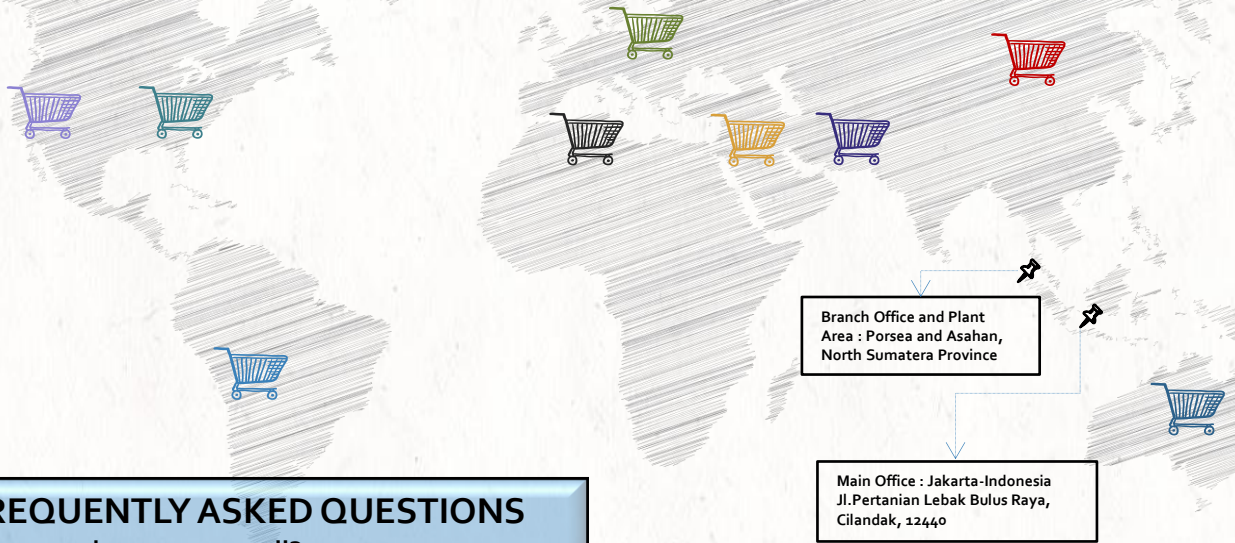 Branch Office and Plant
Area : Porsea and Asahan,
North Sumatera Province
Main Office : Jakarta-Indonesia
Jl.Pertanian Lebak Bulus Raya,
Cilandak, 12440
REQUENTLY ASKED QUESTIONS